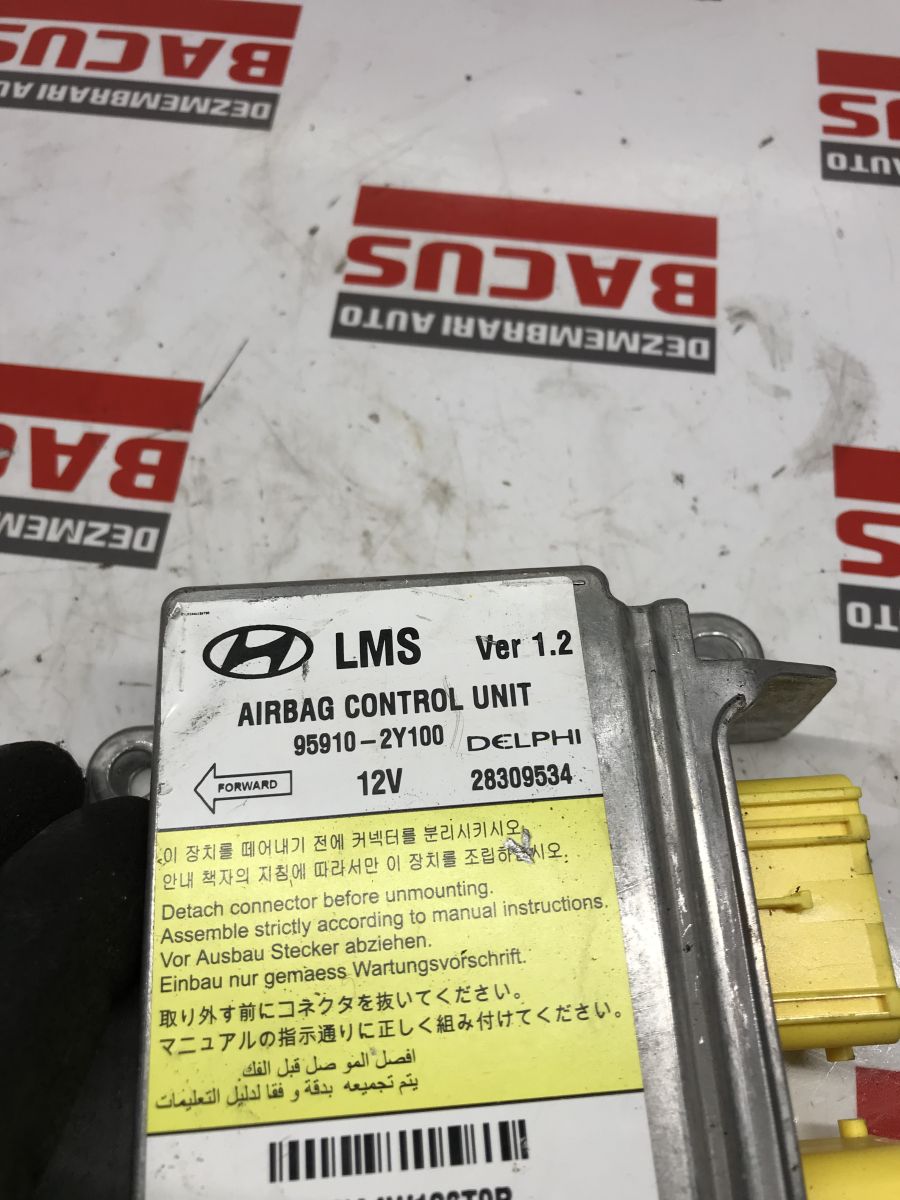 BACUS
DEZMEMBRARI AUTO
BACUS
DEZMEMBRARI AUTO
LMS Ver 1.2
AIRBAG CONTROL UNIT
95910-2Y100 DELPHI
FORWARD 12V 28309534
이 장치를 떼어내기 전에 커넥터를 분리시키시오.
안내 책자의 지침에 따라서만 이 장치를 조립하십시오.
Detach connector before unmounting.
Assemble strictly according to manual instructions.
Vor Ausbau Stecker abziehen.
Einbau nur gemaess Wartungsvorschrift.
取り外す前にコネクタを抜いてください。
マニュアルの指示通りに正しく組み付けてください。
افصل الموصل قبل الفك
يتم تجميعه بدقة و فقا لدليل التعليمات